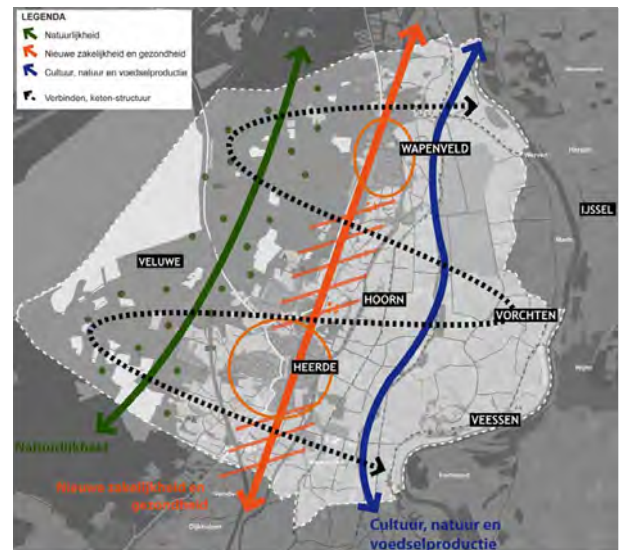 LEGENDA
Natuurlijkheid
Nieuwe zakelijkheid en gezondheid
Cultuur, natuur en voedselproductie
Verbinden, keten-structuur
WAPENVELD
IJSSEL
VELUWE
HOORN
VORCHTEN
HEERDE
VEESSEN
Natuurlijkheid
Nieuwe zakelijkheid en
gezondheid
Cultuur, natuur en
voedselproductie